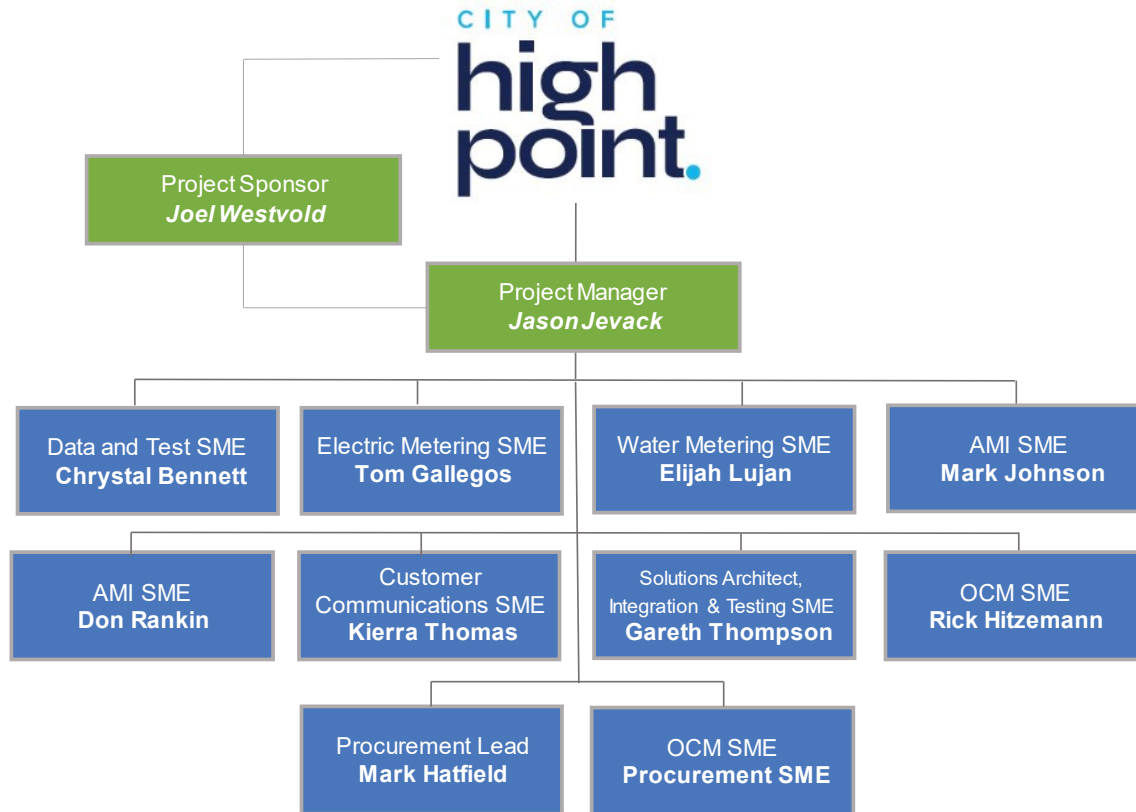 CITY OF
high
point.
Project Sponsor
Joel Westvold
Project Manager
Jason Jevack
Data and Test SME
Chrystal Bennett
Electric Metering SME
Tom Gallegos
Water Metering SME
Elijah Lujan
AMI SME
Mark Johnson
AMI SME
Don Rankin
Customer
Communications SME
Kierra Thomas
Solutions Architect,
Integration & Testing SME
Gareth Thompson
OCM SME
Rick Hitzemann
Procurement Lead
Mark Hatfield
OCM SME
Procurement SME